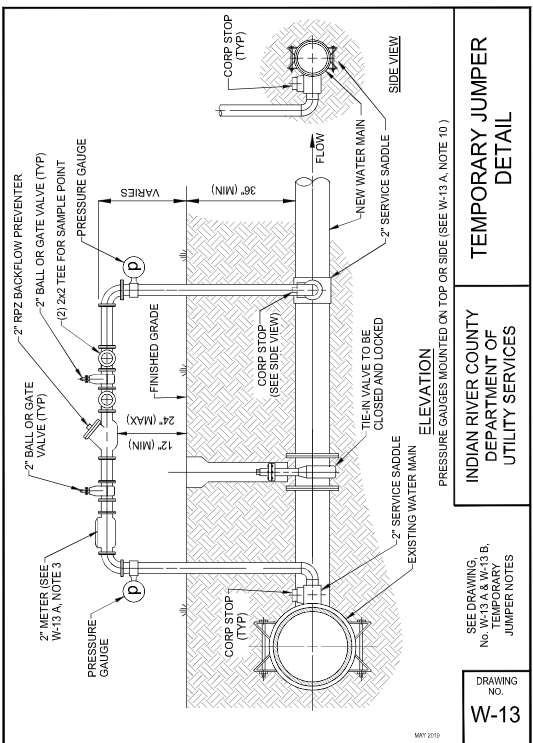 CORP STOP
(TYP)
SIDE VIEW
2" RPZ BACKFLOW PREVENTER
2" BALL OR GATE VALVE (TYP)
(2) 2x2 TEE FOR SAMPLE POINT
PRESSURE GAUGE
2" BALL OR GATE
VALVE (TYP)
2" METER (SEE
W-13 A, NOTE 3
PRESSURE
GAUGE
p
p
VARIES
36" (MIN)
FINISHED GRADE
12" (MIN)
24" (MAX)
FLOW
NEW WATER MAIN
2" SERVICE SADDLE
CORP STOP
(SEE SIDE VIEW)
TIE-IN VALVE TO BE
CLOSED AND LOCKED
2" SERVICE SADDLE
EXISTING WATER MAIN
CORP STOP
(TYP)
ELEVATION
PRESSURE GAUGES MOUNTED ON TOP OR SIDE (SEE W-13 A, NOTE 10 )
TEMPORARY JUMPER
DETAIL
INDIAN RIVER COUNTY
DEPARTMENT OF
UTILITY SERVICES
SEE DRAWING,
No. W-13 A & W-13 B,
TEMPORARY
JUMPER NOTES
DRAWING
NO.
W-13
MAY 2019